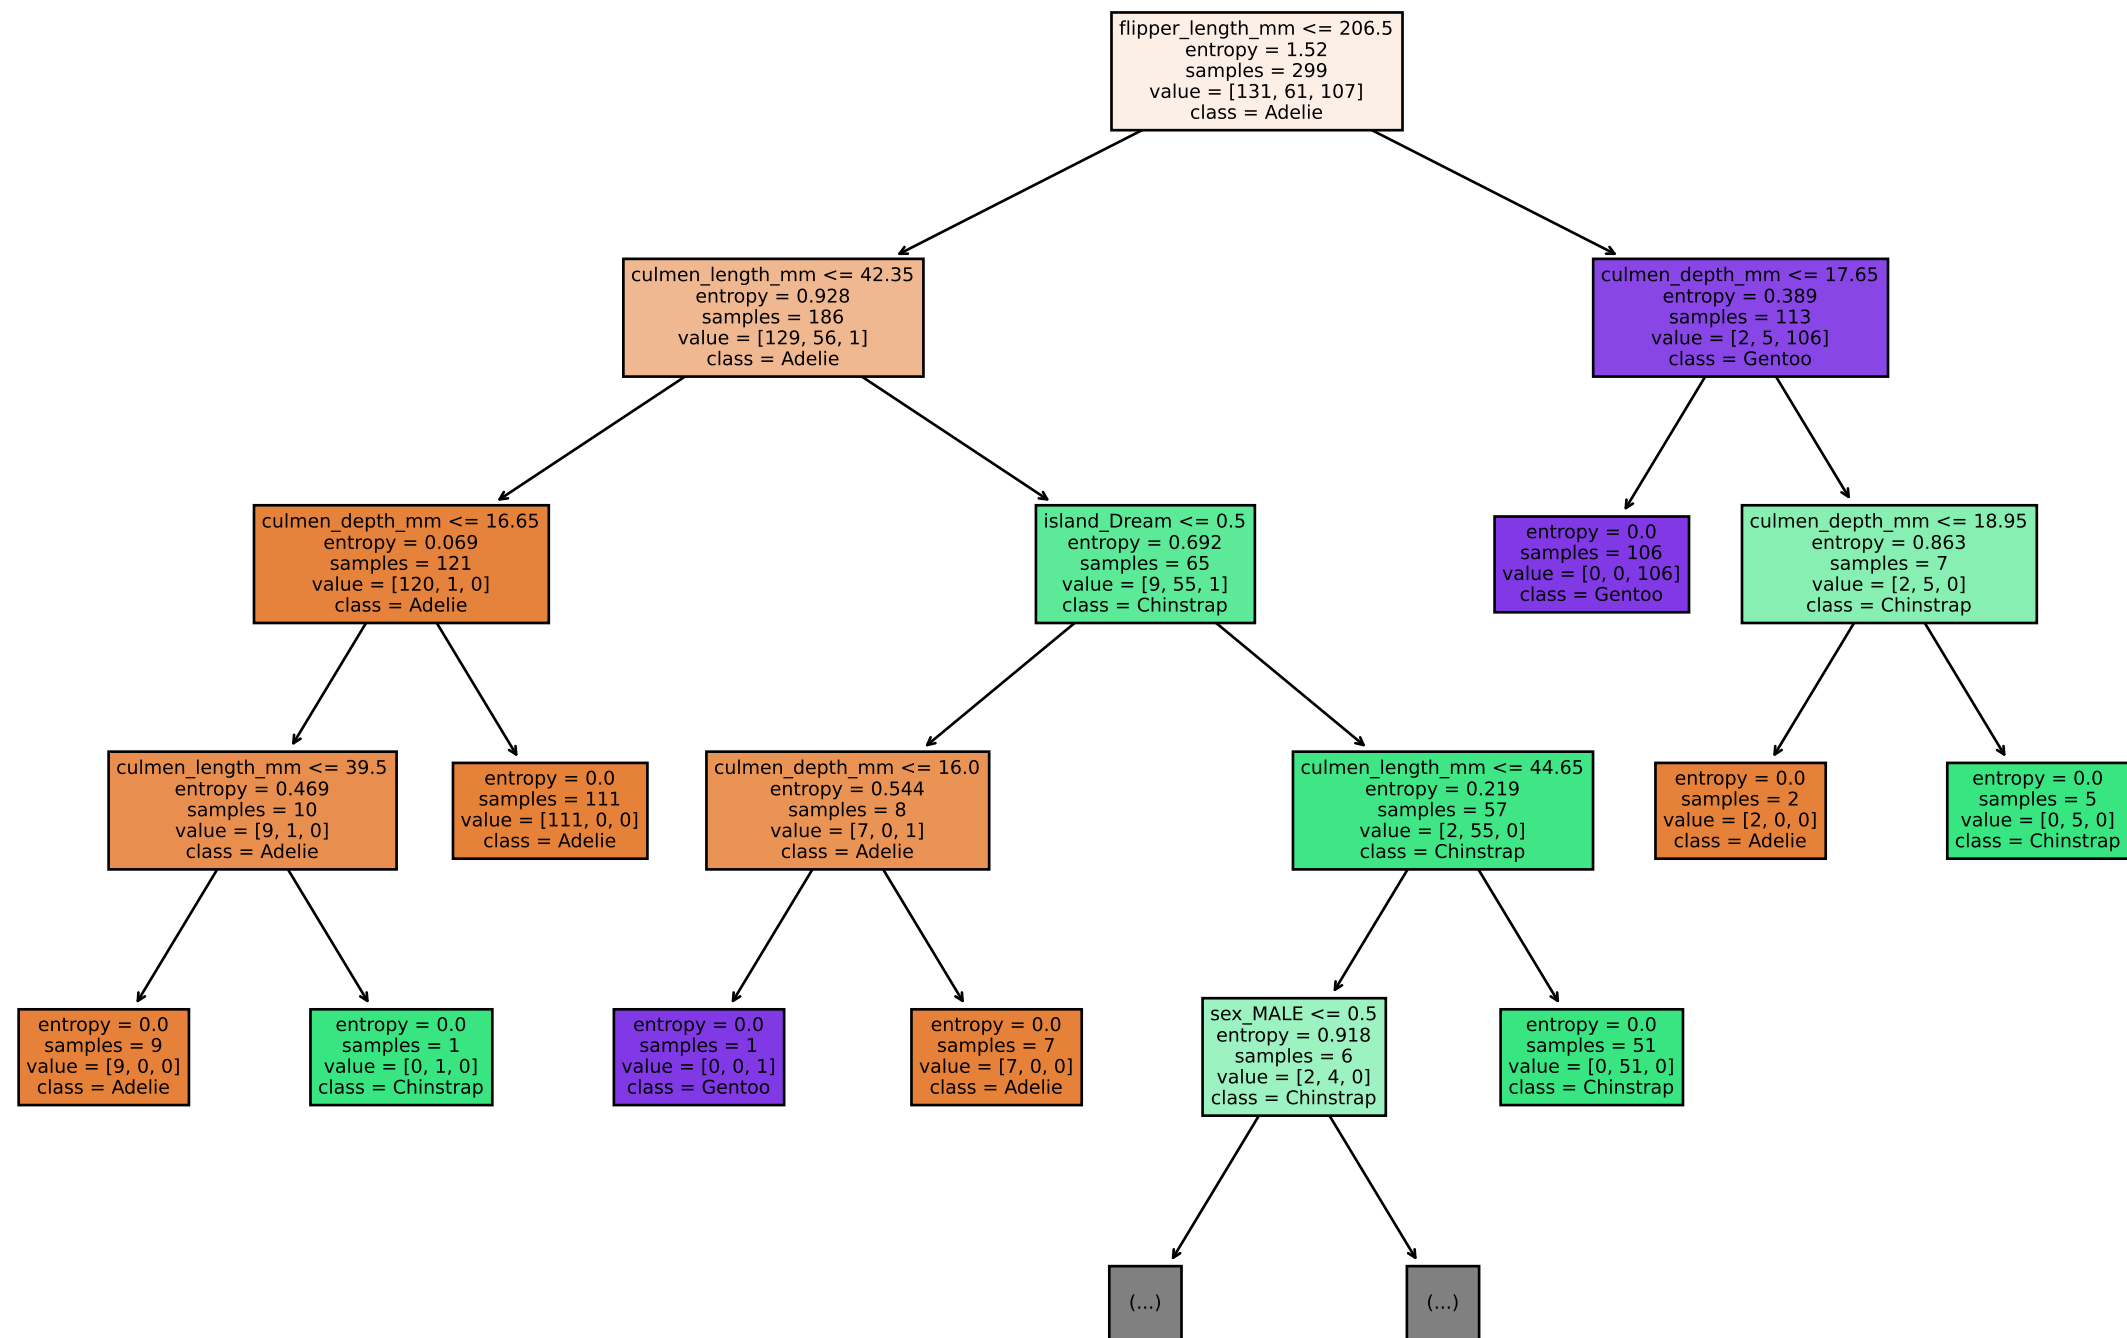 flipper_length_mm <= 206.5
entropy = 1.52
samples = 299
value = [131, 61, 107]
class = Adelie
culmen_length_mm <= 42.35
entropy = 0.928
samples = 186
value = [129, 56, 1]
class = Adelie
culmen_depth_mm <= 17.65
entropy = 0.389
samples = 113
value = [2, 5, 106]
class = Gentoo
culmen_depth_mm <= 16.65
entropy = 0.069
samples = 121
value = [120, 1, 0]
class = Adelie
island_Dream <= 0.5
entropy = 0.692
samples = 65
value = [9, 55, 1]
class = Chinstrap
entropy = 0.0
samples = 106
value = [0, 0, 106]
class = Gentoo
culmen_depth_mm <= 18.95
entropy = 0.863
samples = 7
value = [2, 5, 0]
class = Chinstrap
culmen_length_mm <= 39.5
entropy = 0.469
samples = 10
value = [9, 1, 0]
class = Adelie
entropy = 0.0
samples = 111
value = [111, 0, 0]
class = Adelie
culmen_depth_mm <= 16.0
entropy = 0.544
samples = 8
value = [7, 0, 1]
class = Adelie
culmen_length_mm <= 44.65
entropy = 0.219
samples = 57
value = [2, 55, 0]
class = Chinstrap
entropy = 0.0
samples = 2
value = [2, 0, 0]
class = Adelie
entropy = 0.0
samples = 5
value = [0, 5, 0]
class = Chinstrap
entropy = 0.0
samples = 9
value = [9, 0, 0]
class = Adelie
entropy = 0.0
samples = 1
value = [0, 1, 0]
class = Chinstrap
entropy = 0.0
samples = 1
value = [0, 0, 1]
class = Gentoo
entropy = 0.0
samples = 7
value = [7, 0, 0]
class = Adelie
sex_MALE <= 0.5
entropy = 0.918
samples = 6
value = [2, 4, 0]
class = Chinstrap
entropy = 0.0
samples = 51
value = [0, 51, 0]
class = Chinstrap
(...)
(...)